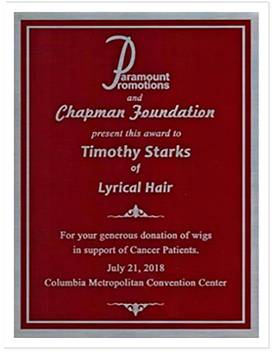 Paramount
Promotions
and
Chapman Foundation
present this award to
Timothy Starks
of
Lyrical Hair
For your generous donation of wigs
in support of Cancer Patients.
July 21, 2018
Columbia Metropolitan Convention Center